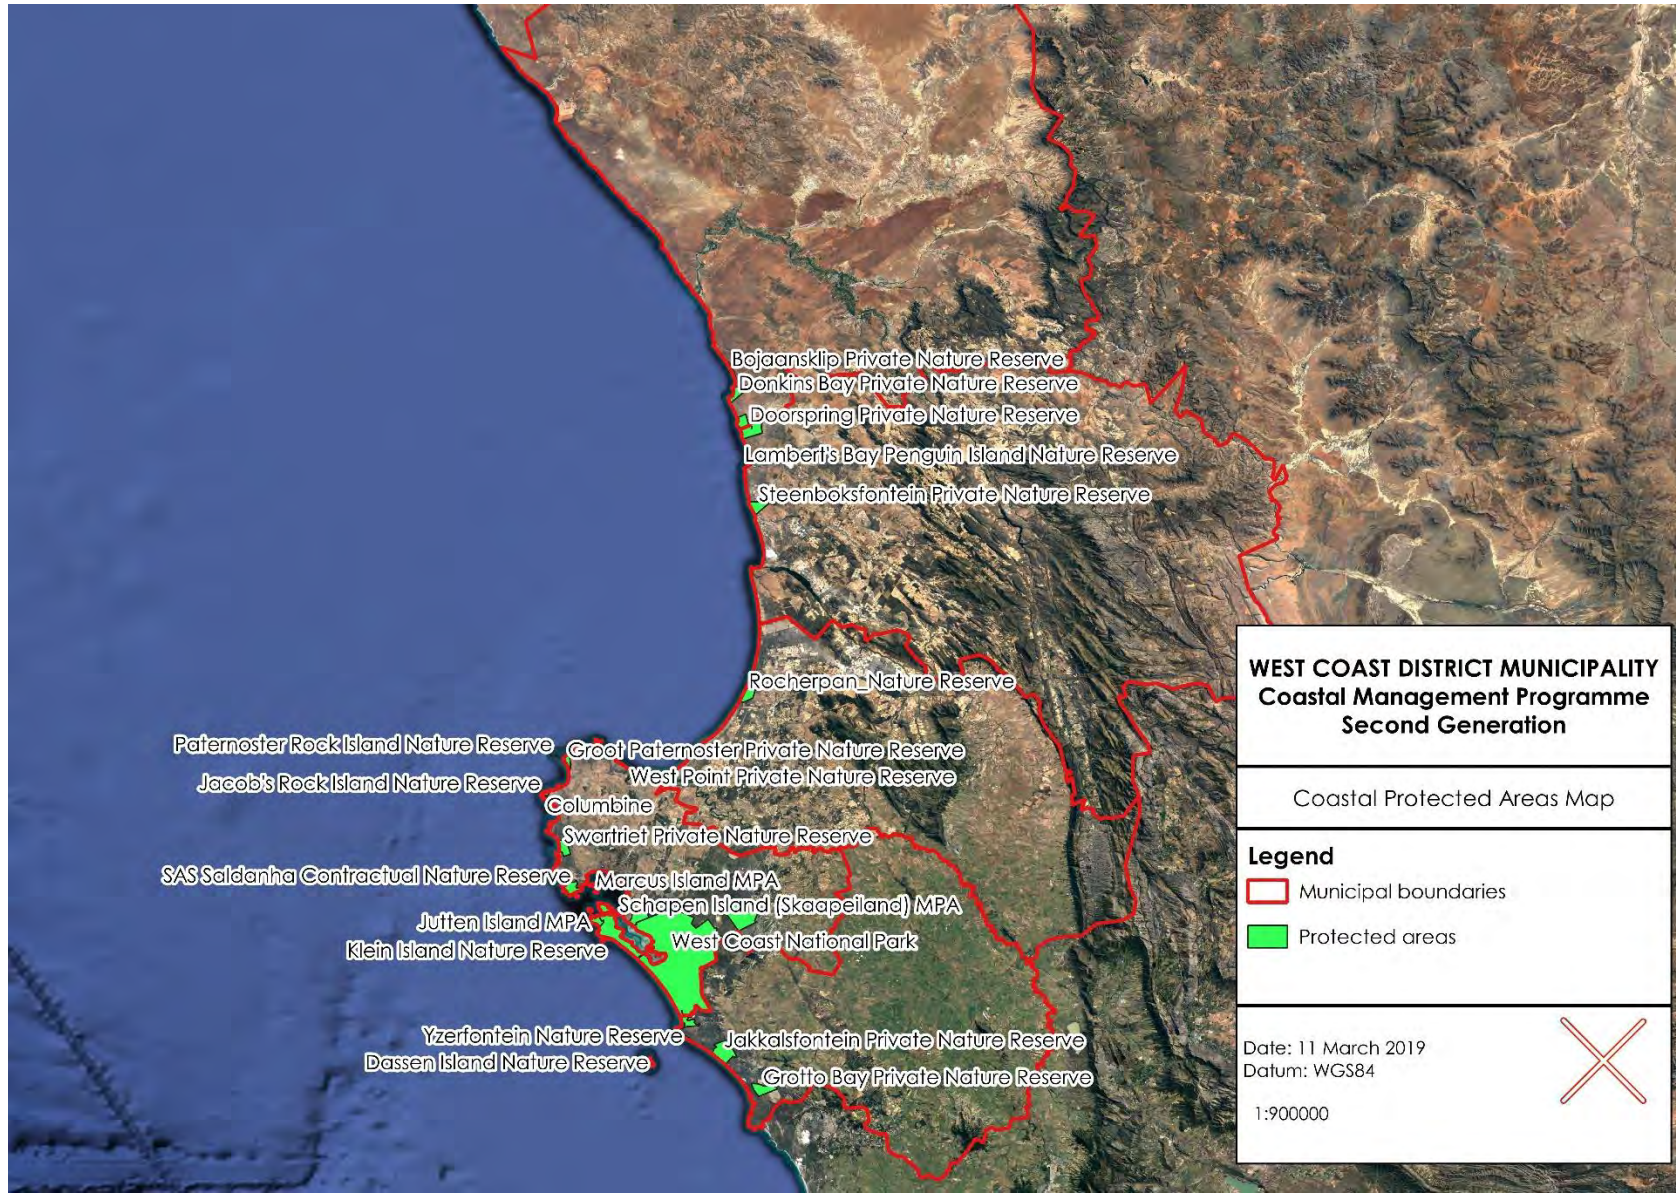 Bojaansklip Private Nature Reserve
Donkins Bay Private Nature Reserve
Doorspring Private Nature Reserve
Lambert's Bay Penguin Island Nature Reserve
Steenboksfontein Private Nature Reserve
Rocherpan_Nature Reserve
Paternoster Rock Island Nature Reserve
Groot Paternoster Private Nature Reserve
West Point Private Nature Reserve
Jacob's Rock Island Nature Reserve
Columbine
Swartriet Private Nature Reserve
SAS Saldanha Contractual Nature Reserve
Marcus Island MPA
Schapen Island (Skaapeiland) MPA
Jutten Island MPA
West Coast National Park
Klein Island Nature Reserve
Yzerfontein Nature Reserve
Jakkalsfontein Private Nature Reserve
Dassen Island Nature Reserve
Grotto Bay Private Nature Reserve
WEST COAST DISTRICT MUNICIPALITY
Coastal Management Programme
Second Generation
Coastal Protected Areas Map
Legend
Municipal boundaries
Protected areas
Date: 11 March 2019
Datum: WGS84
1:900000